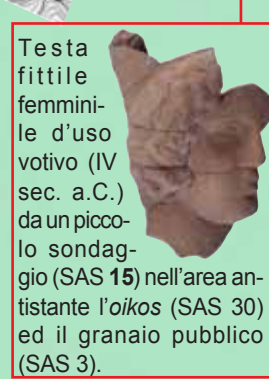 Testa
fittile
femmini-
le d'uso
votivo (IV
sec. a.C.)
da un picco-
lo sondag-
gio (SAS 15) nell'area an-
tistante l'oikos (SAS 30)
ed il granaio pubblico
(SAS 3).